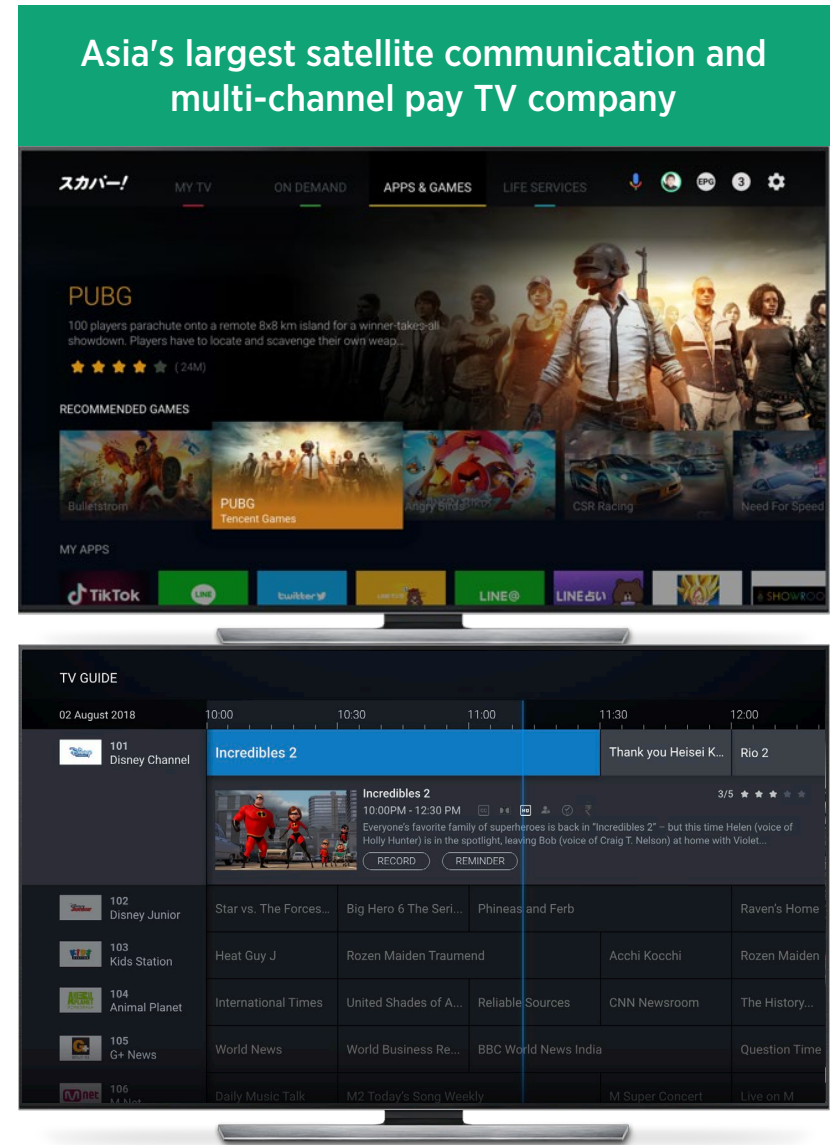 Asia's largest satellite communication and
multi-channel pay TV company
スカパー!
MY TV
ON DEMAND
APPS & GAMES
LIFE SERVICES
EPG
3
PUBG
100 players parachute onto a remote 8x8 km island for a winner-takes-all
showdown. Players have to locate and scavenge their own weap...
(24M)
RECOMMENDED GAMES
Bulletstrom
PUBG
Tencent Games
Angry Birds
CSR Racing
Need For Speed
MY APPS
TikTok
LINE
twitter
LINE@
LINE占い
SHOWROO
TV GUIDE
02 August 2018
10:00
10:30
11:00
11:30
12:00
101
Disney Channel
Incredibles 2
Thank you Heisei K...
Rio 2
Incredibles 2
3/5
10:00PM - 12:30 PM
CC
HD
₹
Everyone's favorite family of superheroes is back in "Incredibles 2" – but this time Helen (voice of
Holly Hunter) is in the spotlight, leaving Bob (voice of Craig T. Nelson) at home with Violet...
RECORD
REMINDER
102
Disney Junior
Star vs. The Forces...
Big Hero 6 The Seri...
Phineas and Ferb
Raven's Home
103
Kids Station
Heat Guy J
Rozen Maiden Traumend
Acchi Kocchi
Rozen Maiden
104
Animal Planet
International Times
United Shades of A...
Reliable Sources
CNN Newsroom
The History...
105
G+ News
World News
World Business Re...
BBC World News India
Question Time
106
M Net
Daily Music Talk
M2 Today's Song Weekly
M Super Concert
Live on M